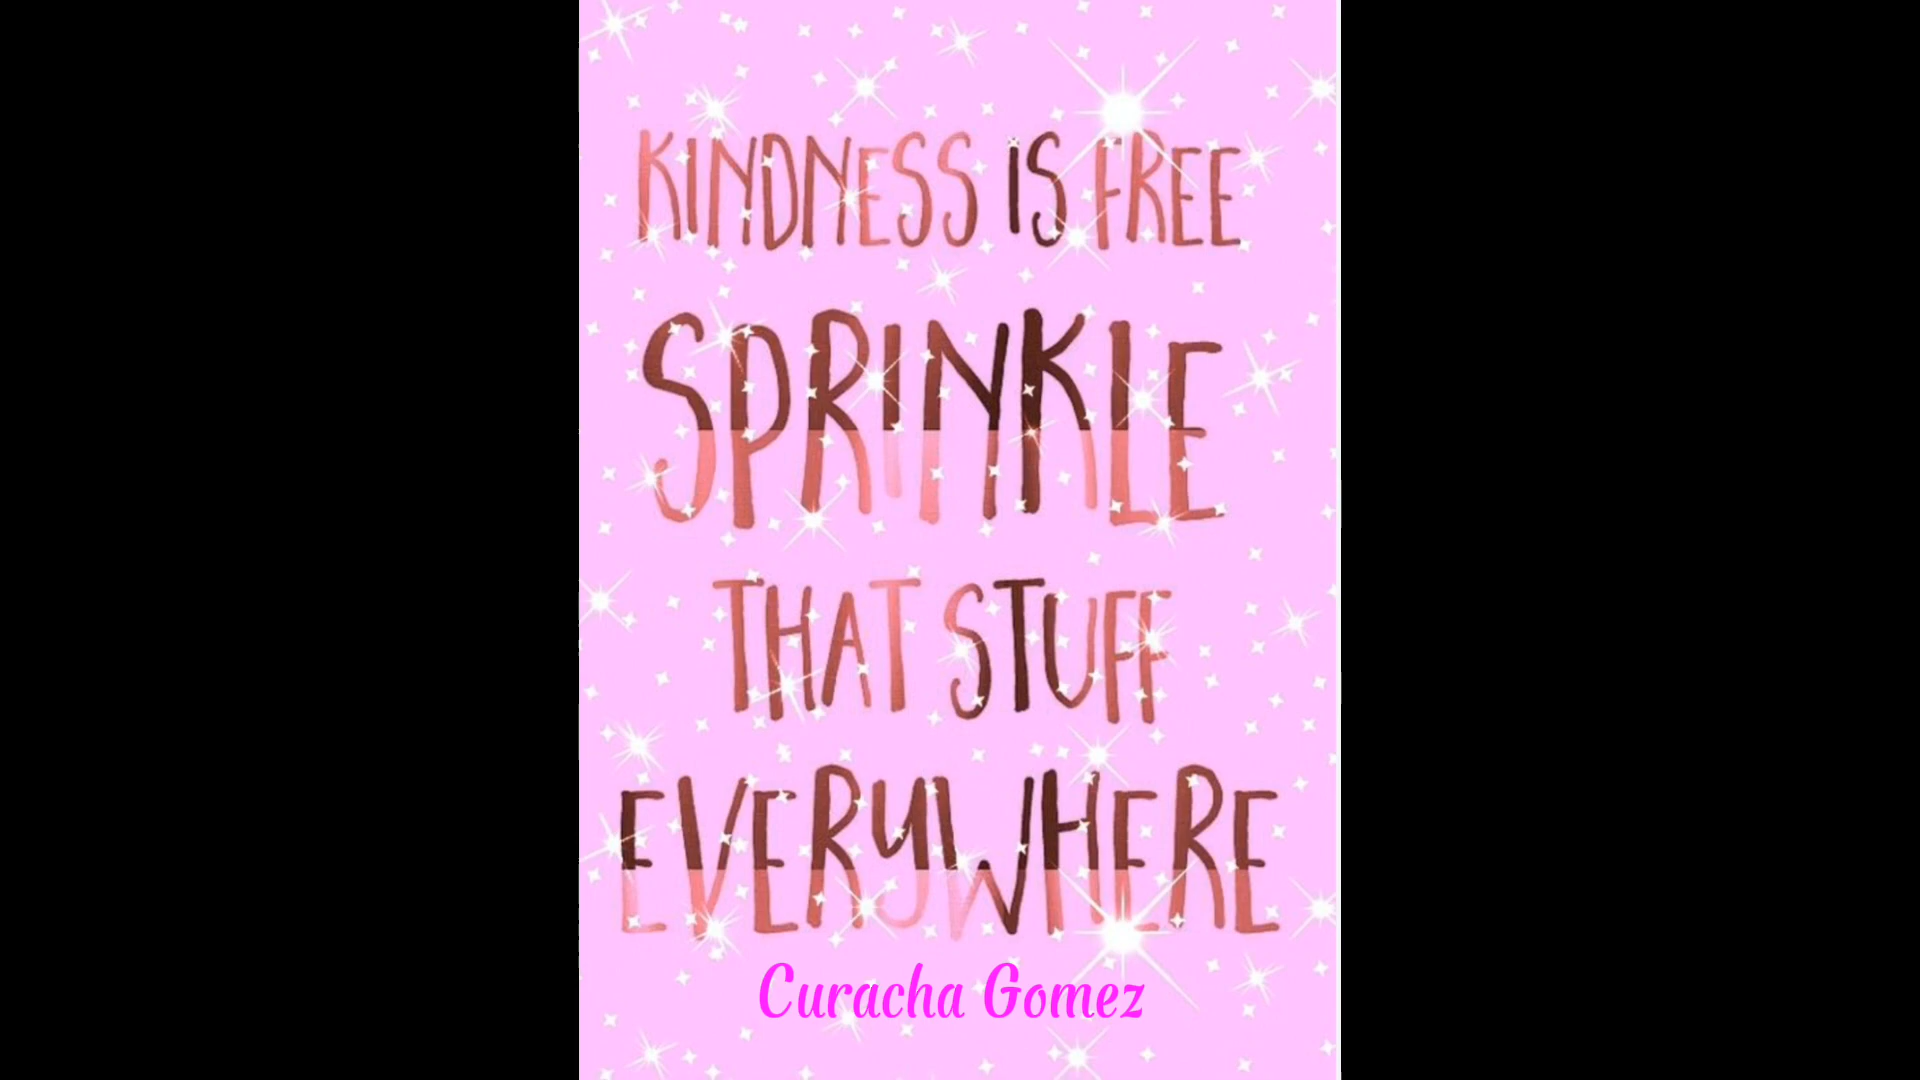 KINDNESS IS FREE
SPRINKLE
THAT STUFF
EVERYWHERE
Curacha Gomez